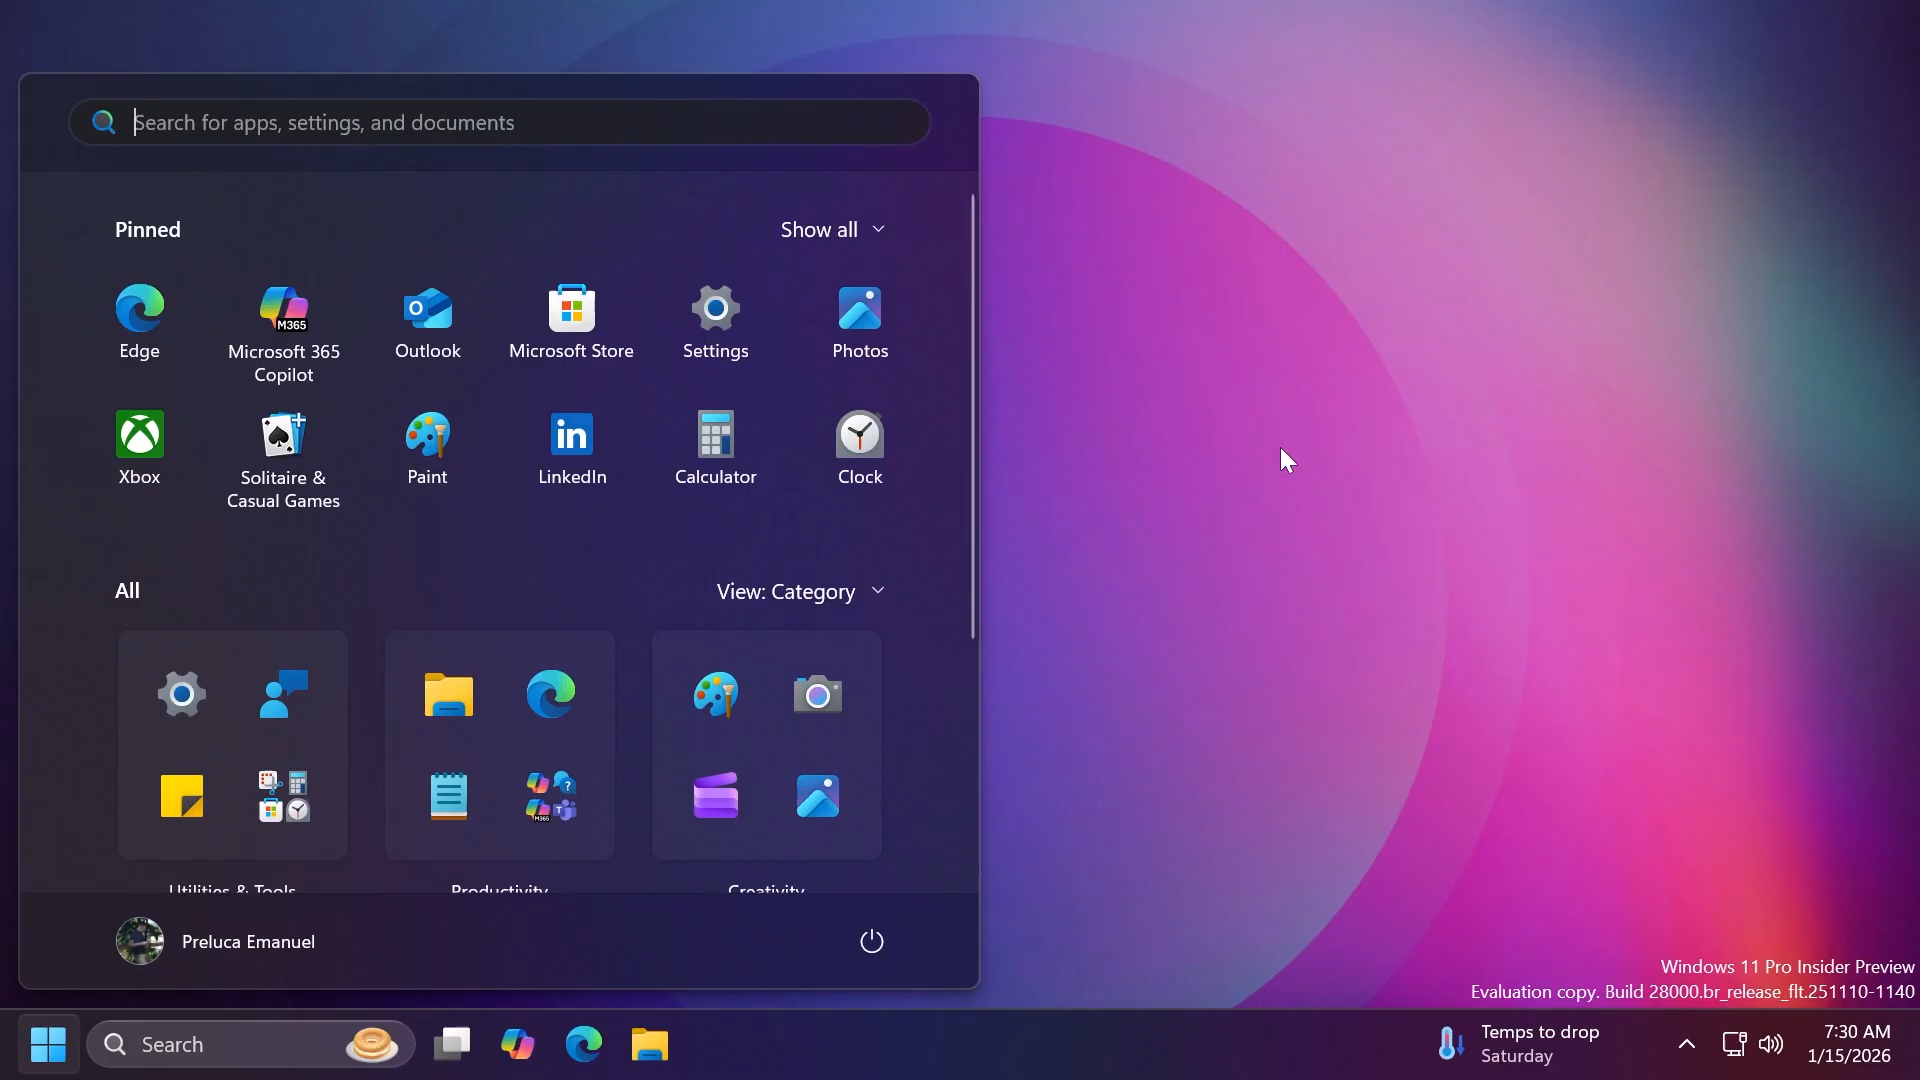 Search for apps, settings, and documents
Pinned
Show all
Edge
Microsoft 365
Copilot
M365
Outlook
Microsoft Store
Settings
Photos
Xbox
Solitaire &
Casual Games
Paint
LinkedIn
Calculator
Clock
All
View: Category
Utilities & Tools
Productivity
Creativity
Preluca Emanuel
Windows 11 Pro Insider Preview
Evaluation copy. Build 28000.br_release_flt.251110-1140
Search
Temps to drop
Saturday
7:30 AM
1/15/2026